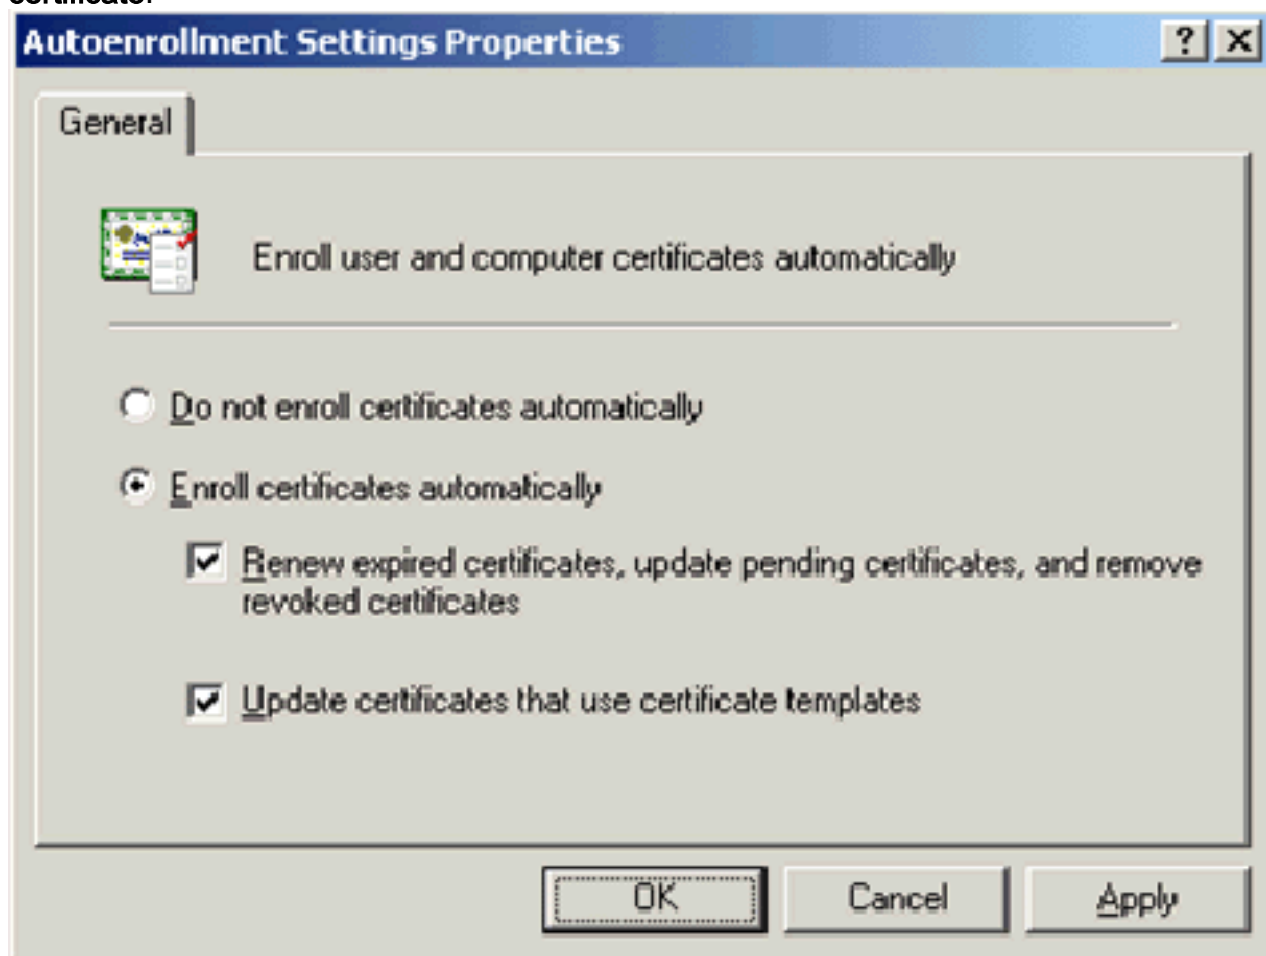 certificate.
Autoenrollment Settings Properties
General
Enroll user and computer certificates automatically
Do not enroll certificates automatically
Enroll certificates automatically
Renew expired certificates, update pending certificates, and remove
revoked certificates
Update certificates that use certificate templates
OK
Cancel
Apply